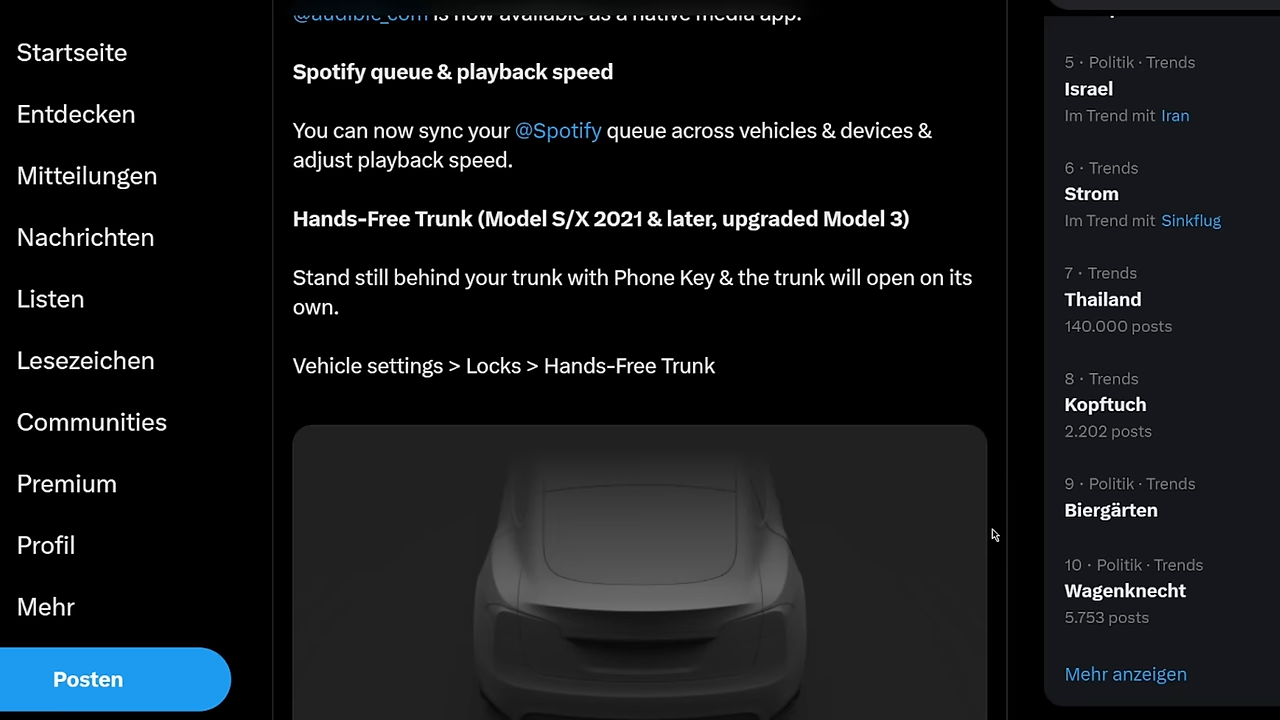 Startseite
Entdecken
Mitteilungen
Nachrichten
Listen
Lesezeichen
Communities
Premium
Profil
Mehr
Posten
@audible_com is now available as a native media app.
Spotify queue & playback speed
You can now sync your @Spotify queue across vehicles & devices &
adjust playback speed.
Hands-Free Trunk (Model S/X 2021 & later, upgraded Model 3)
Stand still behind your trunk with Phone Key & the trunk will open on its
own.
Vehicle settings > Locks > Hands-Free Trunk
5 · Politik · Trends
Israel
Im Trend mit Iran
6 · Trends
Strom
Im Trend mit Sinkflug
7 · Trends
Thailand
140.000 posts
8 · Trends
Kopftuch
2.202 posts
9 · Politik · Trends
Biergärten
10 · Politik · Trends
Wagenknecht
5.753 posts
Mehr anzeigen